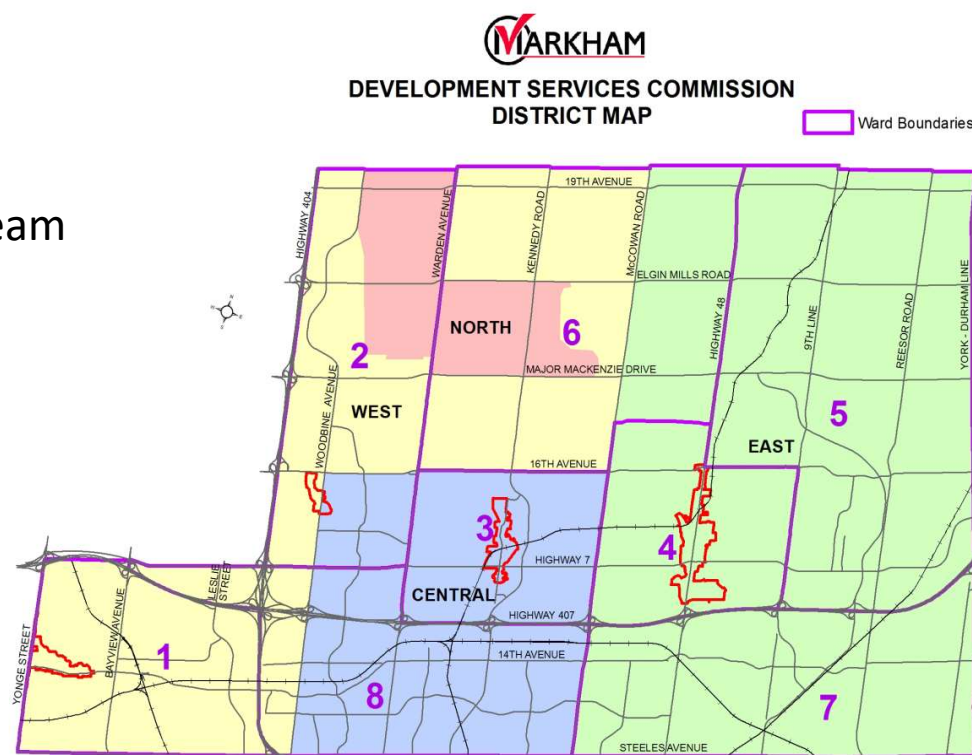 MARKHAM
DEVELOPMENT SERVICES COMMISSION
DISTRICT MAP
Ward Boundaries
eam
19TH AVENUE
HIGHWAY 404
WARDEN AVENUE
KENNEDY ROAD
McCOWAN ROAD
ELGIN MILLS ROAD
HIGHWAY 48
9TH LINE
REESOR ROAD
YORK - DURHAM LINE
NORTH
6
2
MAJOR MACKENZIE DRIVE
WOODBINE AVENUE
WEST
5
EAST
16TH AVENUE
3
4
HIGHWAY 7
LESLIE
STREET
CENTRAL
HIGHWAY 407
BAYVIEW AVENUE
YONGE STREET
1
14TH AVENUE
8
7
STEELES AVENUE